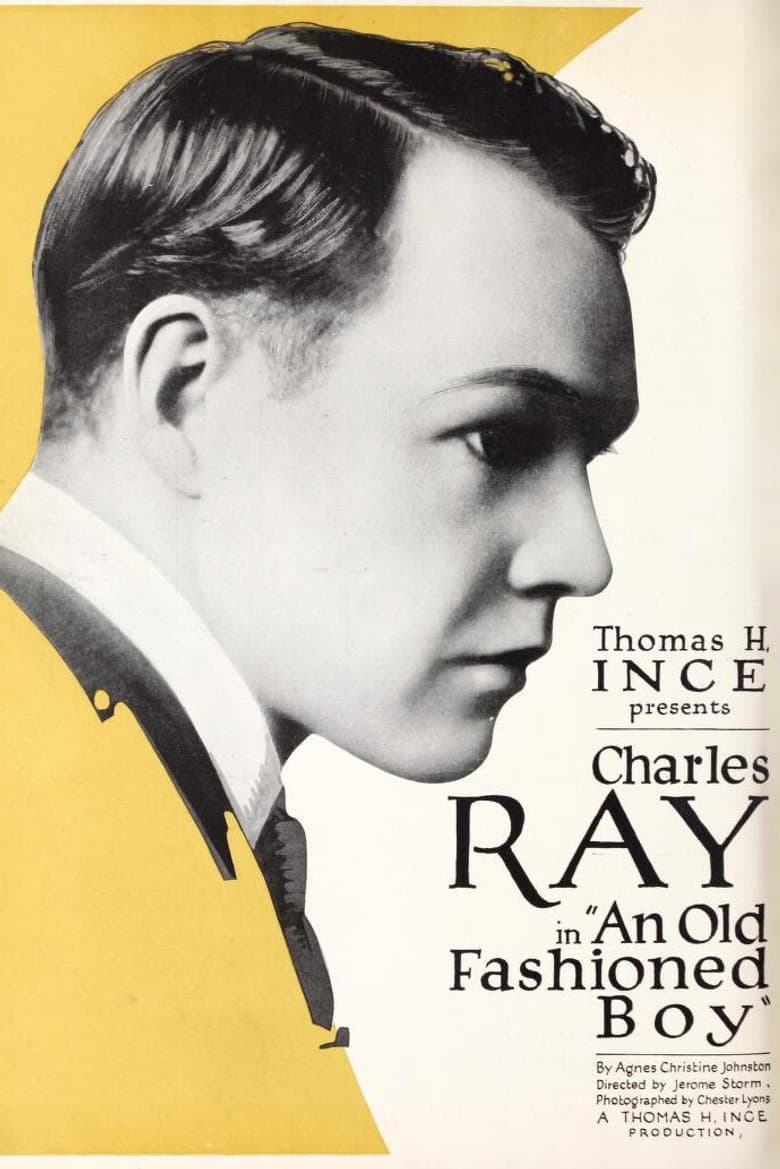 Thomas H.
INCE
presents
Charles
RAY
in "An Old
Fashioned
Boy"
By Agnes Christine Johnston
Directed by Jerome Storm.
Photographed by Chester Lyons
A THOMAS H. INCE
PRODUCTION,